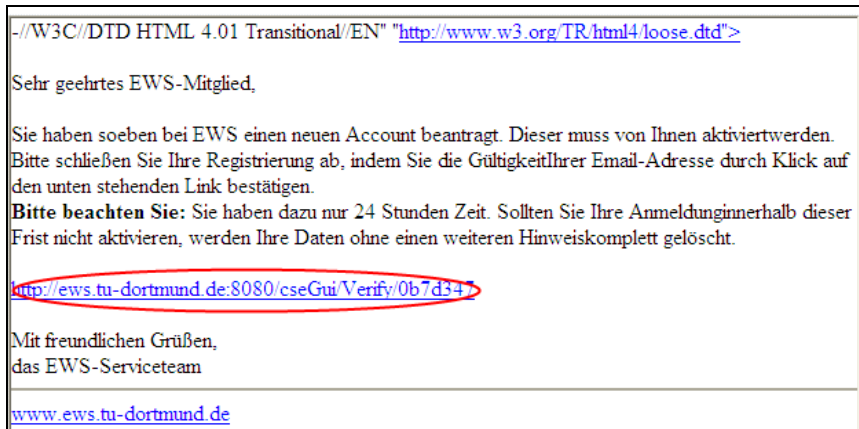 -//W3C//DTD HTML 4.01 Transitional//EN" "http://www.w3.org/TR/html4/loose.dtd">
Sehr geehrtes EWS-Mitglied,
Sie haben soeben bei EWS einen neuen Account beantragt. Dieser muss von Ihnen aktiviertwerden.
Bitte schließen Sie Ihre Registrierung ab, indem Sie die GültigkeitIhrer Email-Adresse durch Klick auf
den unten stehenden Link bestätigen.
Bitte beachten Sie: Sie haben dazu nur 24 Stunden Zeit. Sollten Sie Ihre Anmeldunginnerhalb dieser
Frist nicht aktivieren, werden Ihre Daten ohne einen weiteren Hinweiskomplett gelöscht.
http://ews.tu-dortmund.de:8080/cseGui/Verify/0b7d347
Mit freundlichen Grüßen,
das EWS-Serviceteam
www.ews.tu-dortmund.de